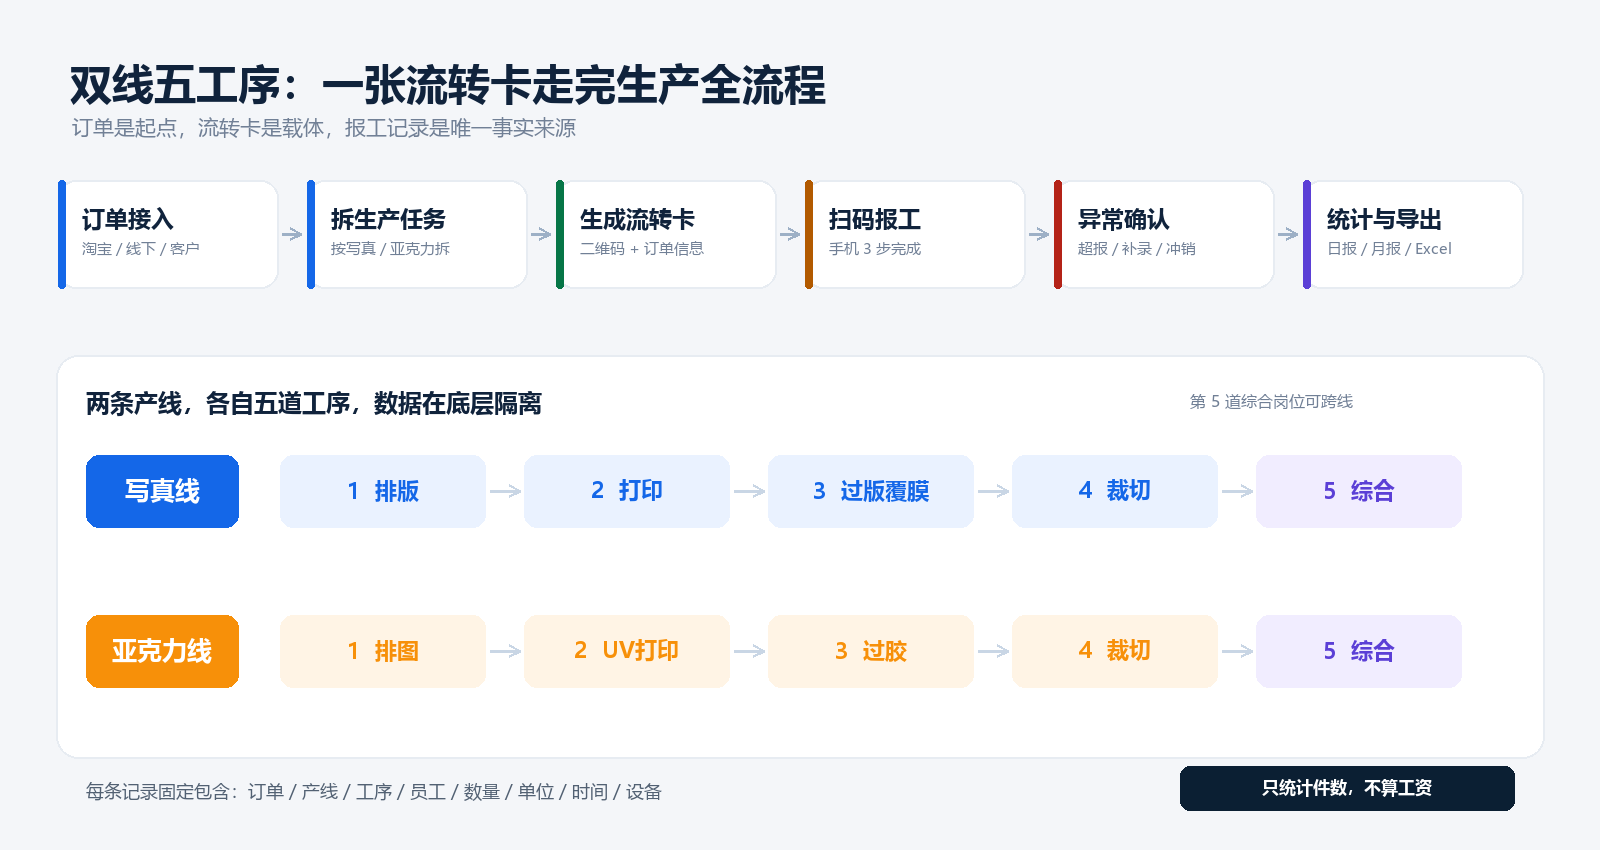 双线五工序：一张流转卡走完生产全流程
订单是起点，流转卡是载体，报工记录是唯一事实来源
订单接入
淘宝 / 线下 / 客户
拆生产任务
按写真 / 亚克力拆
生成流转卡
二维码 + 订单信息
扫码报工
手机 3 步完成
异常确认
超报 / 补录 / 冲销
统计与导出
日报 / 月报 / Excel
两条产线，各自五道工序，数据在底层隔离
第 5 道综合岗位可跨线
写真线
1 排版
2 打印
3 过版覆膜
4 裁切
5 综合
亚克力线
1 排图
2 UV打印
3 过胶
4 裁切
5 综合
每条记录固定包含：订单 / 产线 / 工序 / 员工 / 数量 / 单位 / 时间 / 设备
只统计件数，不算工资